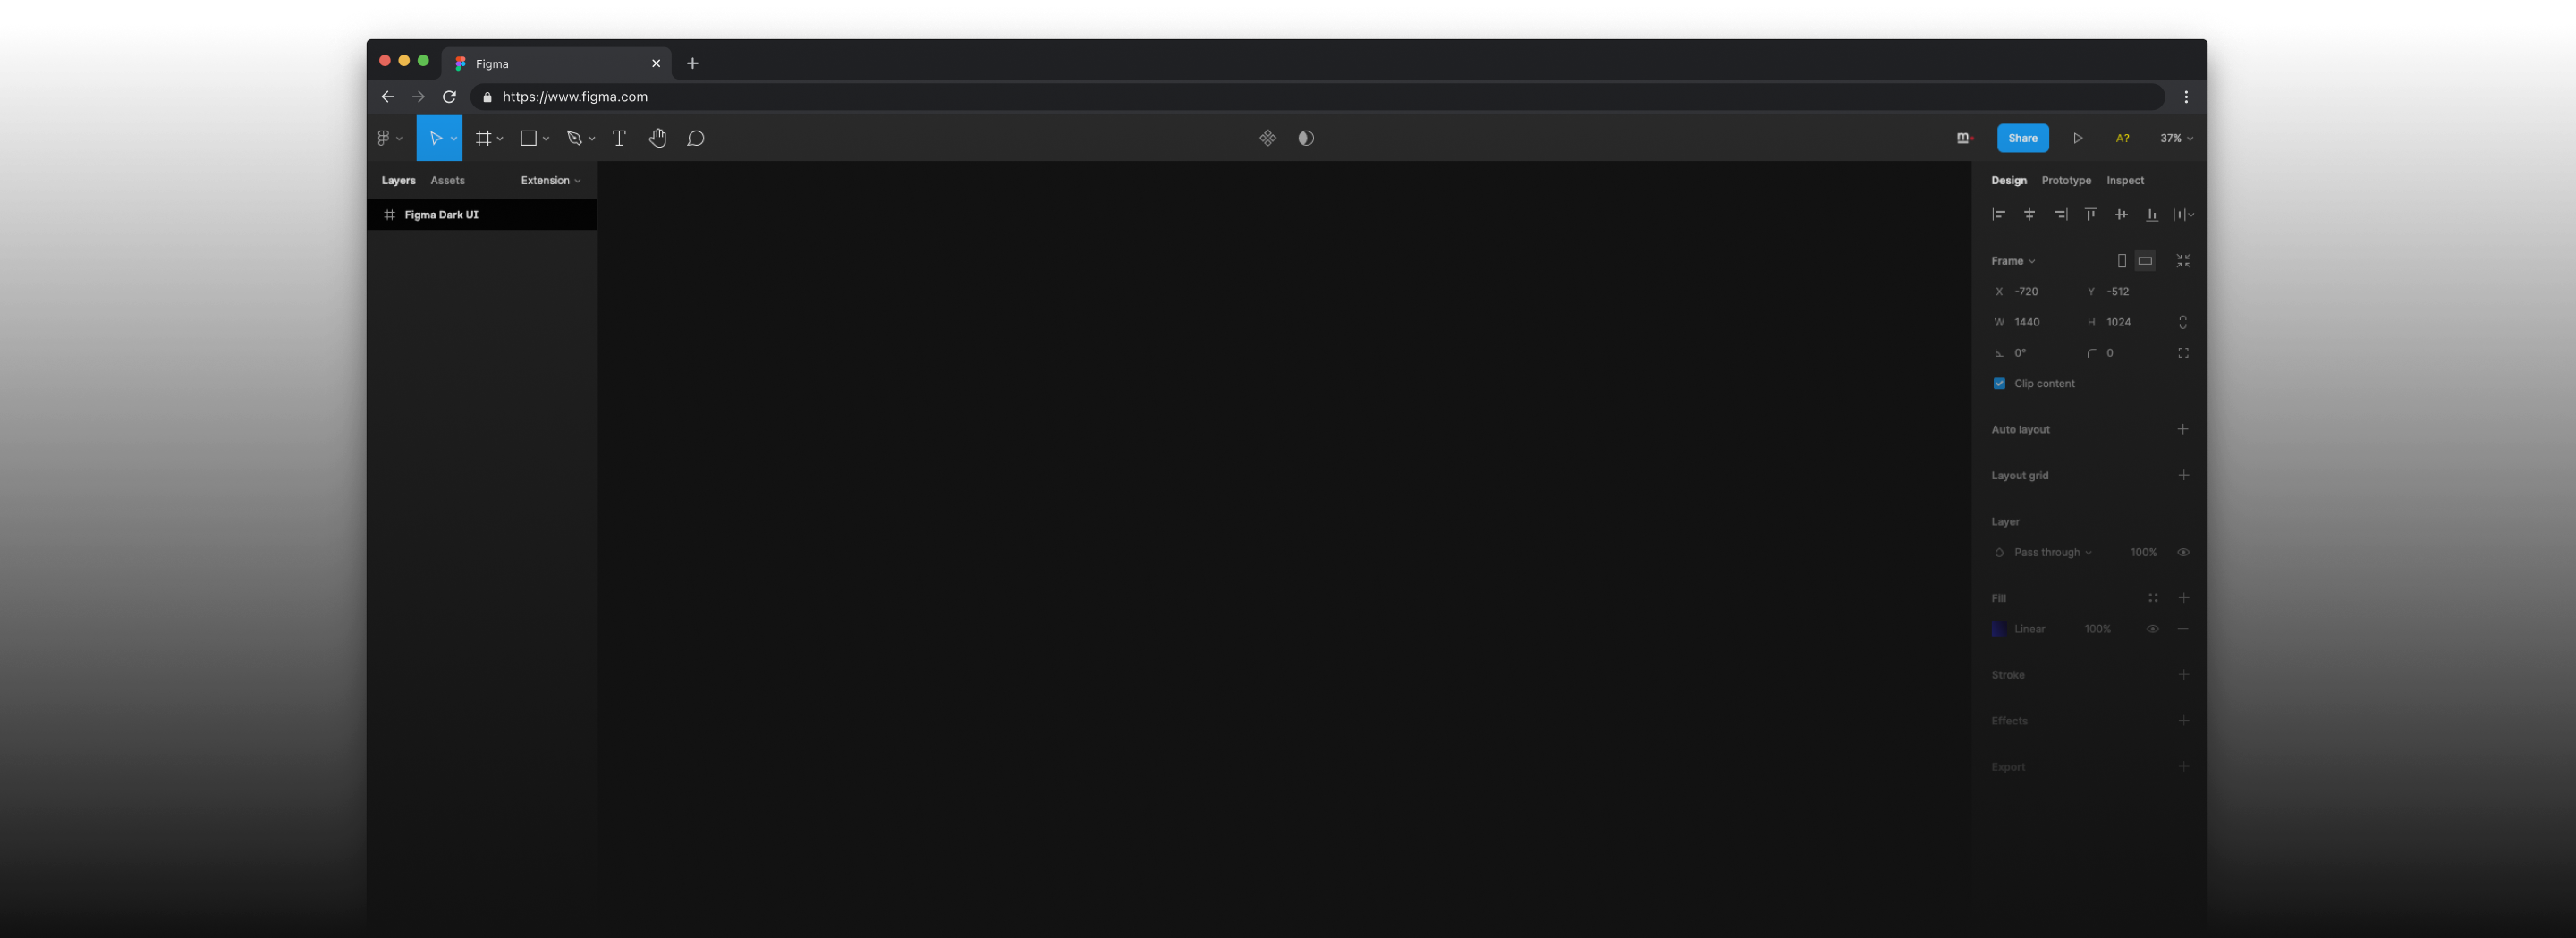 Figma
https://www.figma.com
m
Share
A?
37%
Layers
Assets
Extension
Figma Dark UI
Design
Prototype
Inspect
Frame
X -720
Y -512
W 1440
H 1024
0°
0
Clip content
Auto layout
Layout grid
Layer
Pass through
100%
Fill
Linear
100%
Stroke
Effects
Export